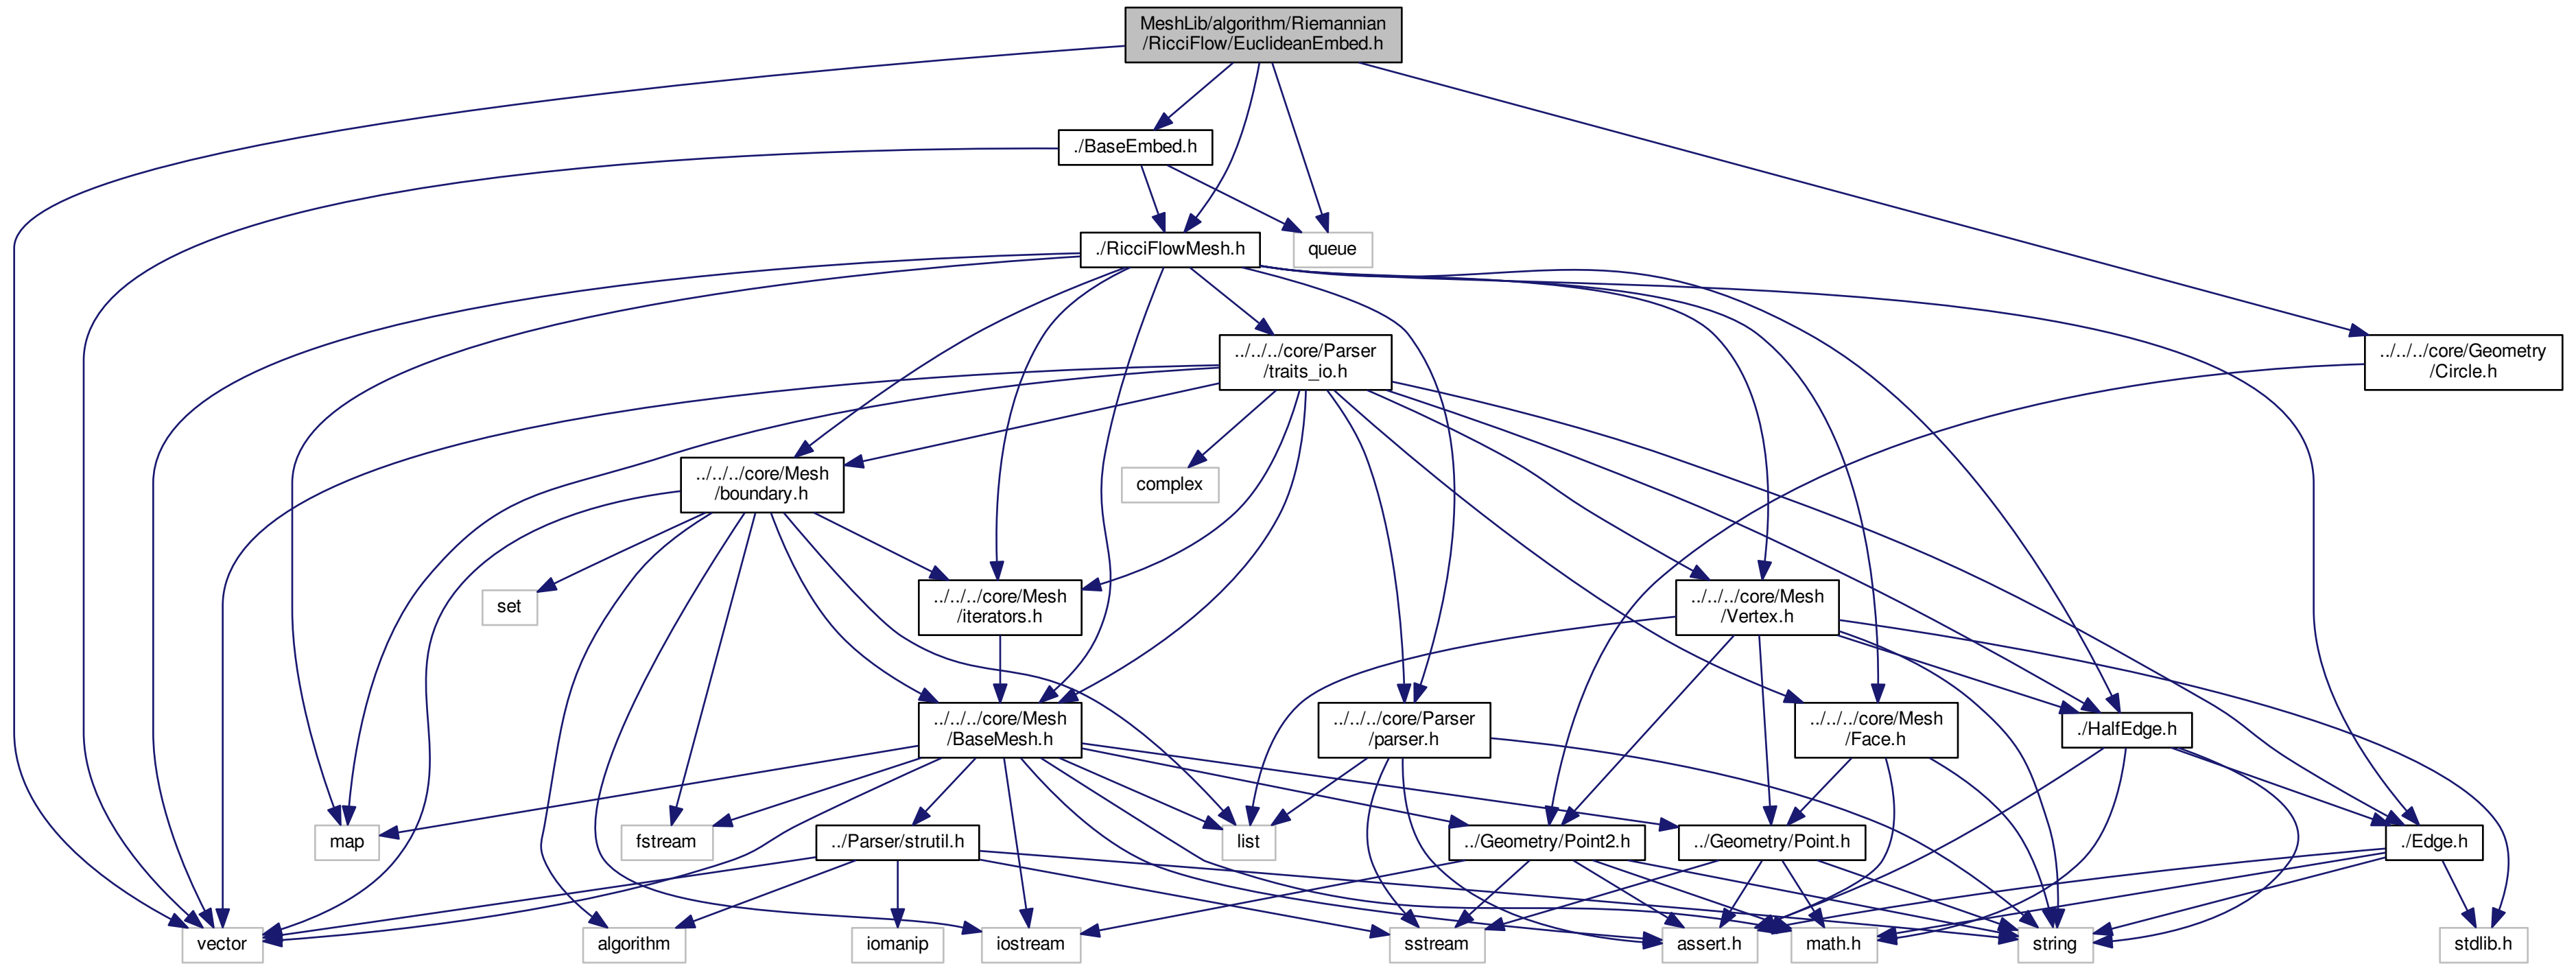 MeshLib/algorithm/Riemannian
/RicciFlow/EuclideanEmbed.h
./BaseEmbed.h
./RicciFlowMesh.h
queue
../../../core/Parser
/traits_io.h
../../../core/Geometry
/Circle.h
../../../core/Mesh
/boundary.h
complex
set
../../../core/Mesh
/iterators.h
../../../core/Mesh
/Vertex.h
../../../core/Mesh
/BaseMesh.h
../../../core/Parser
/parser.h
../../../core/Mesh
/Face.h
./HalfEdge.h
map
fstream
../Parser/strutil.h
list
../Geometry/Point2.h
../Geometry/Point.h
./Edge.h
vector
algorithm
iomanip
iostream
sstream
assert.h
math.h
string
stdlib.h